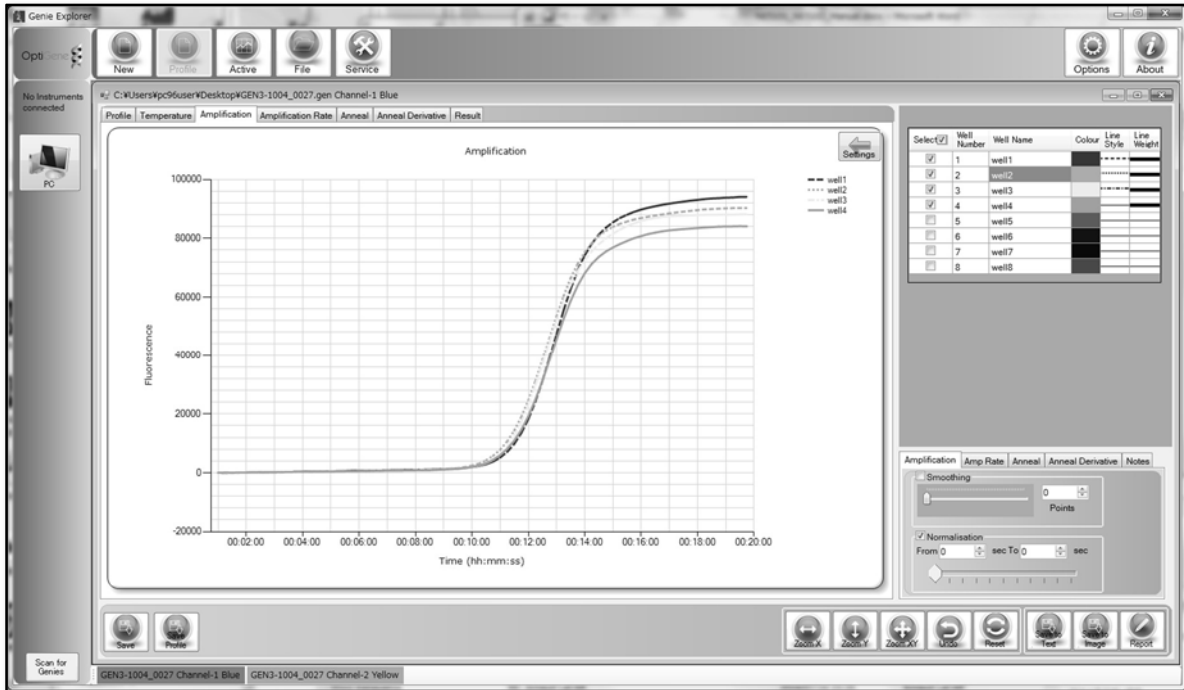 Genie Explorer
OptiGene
New
Profile
Active
File
Service
Options
About
No Instruments
connected
PC
Scan for
Genies
C:¥Users¥pc96user¥Desktop¥GEN3-1004_0027.gen Channel-1 Blue
Profile Temperature Amplification Amplification Rate Anneal Anneal Derivative Result
Amplification
Settings
well1
well2
well3
well4
100000
80000
60000
40000
20000
0
-20000
Fluorescence
00:02:00 00:04:00 00:06:00 00:08:00 00:10:00 00:12:00 00:14:00 00:16:00 00:18:00 00:20:00
Time (hh:mm:ss)
Select Well Number Well Name Colour Line Style Line Weight
1 well1
2 well2
3 well3
4 well4
5 well5
6 well6
7 well7
8 well8
Amplification Amp Rate Anneal Anneal Derivative Notes
Smoothing
0
Points
Normalisation
From 0 sec To 0 sec
Save
Save Profile
Zoom X
Zoom Y
Zoom XY
Undo
Reset
Save to Text
Save to Image
Report
GEN3-1004_0027 Channel-1 Blue GEN3-1004_0027 Channel-2 Yellow